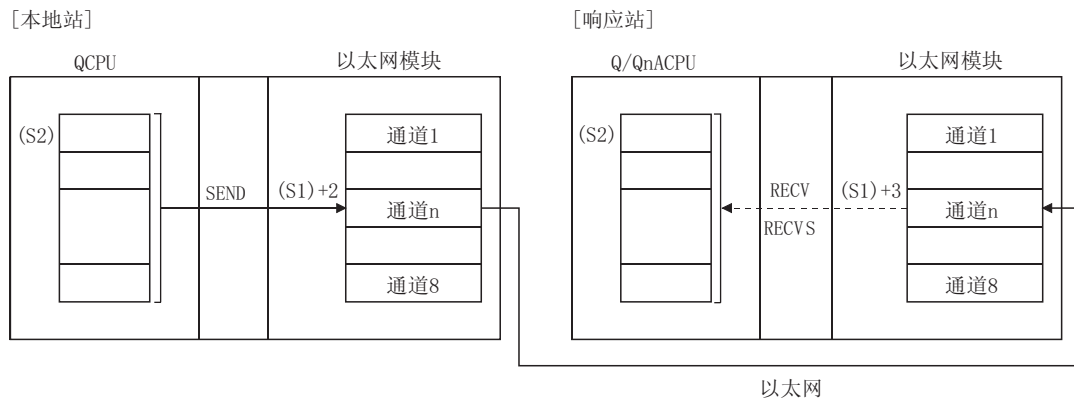 [本地站]
[响应站]
QCPU
以太网模块
Q/QnACPU
以太网模块
(S2)
通道1
(S2)
通道1
SEND
(S1)+2
通道n
RECV
(S1)+3
通道n
RECVS
通道8
通道8
以太网